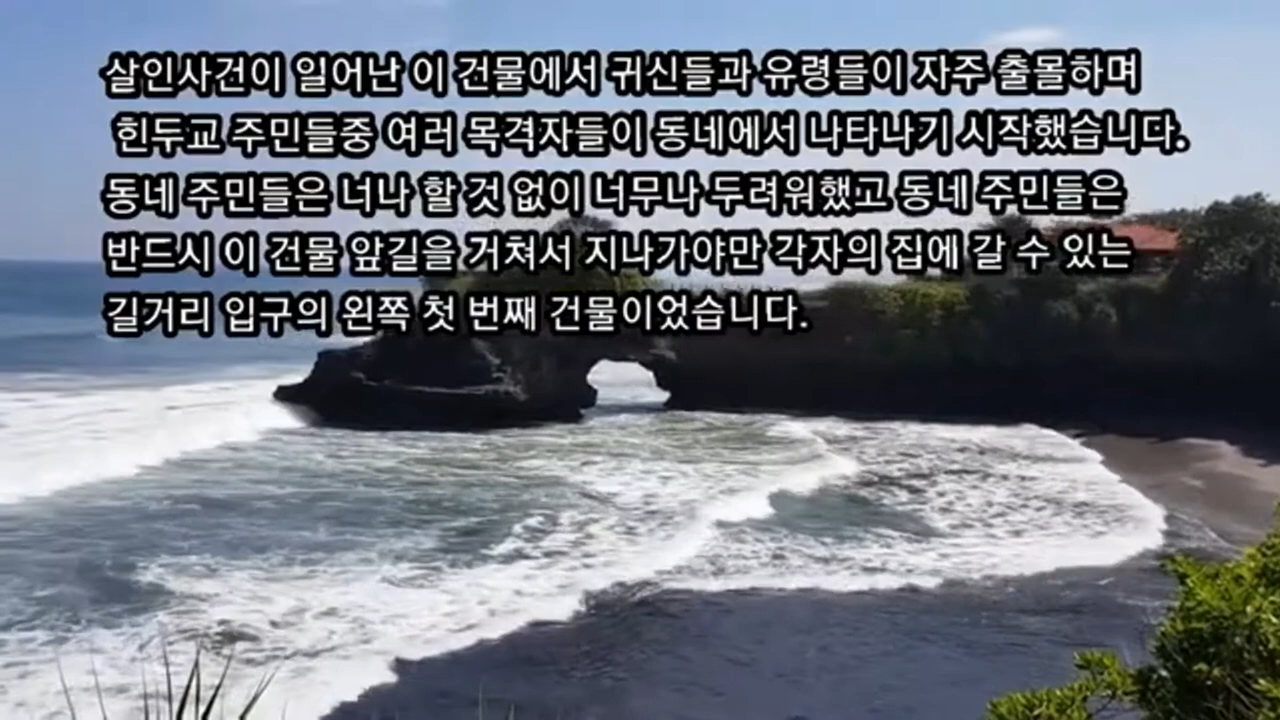 살인사건이 일어난 이 건물에서 귀신들과 유령들이 자주 출몰하며
힌두교 주민들중 여러 목격자들이 동네에서 나타나기 시작했습니다.
동네 주민들은 너나 할 것 없이 너무나 두려워했고 동네 주민들은
반드시 이 건물 앞길을 거쳐서 지나가야만 각자의 집에 갈 수 있는
길거리 입구의 왼쪽 첫 번째 건물이었습니다.